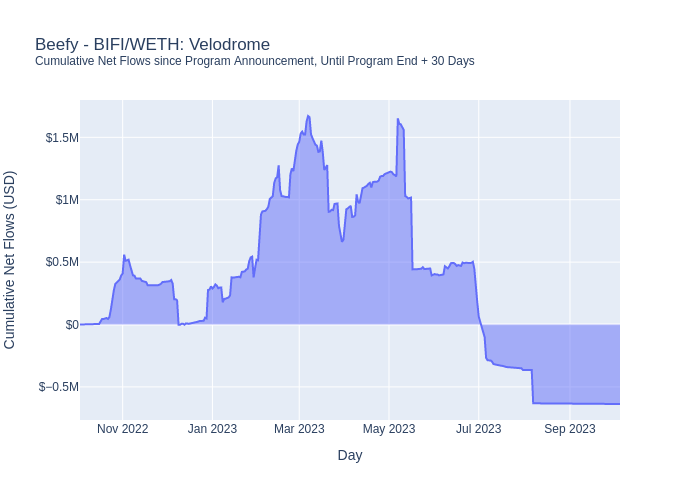 Beefy - BIFI/WETH: Velodrome
Cumulative Net Flows since Program Announcement, Until Program End + 30 Days
Cumulative Net Flows (USD)
$1.5M
$1M
$0.5M
$0
$−0.5M
Nov 2022
Jan 2023
Mar 2023
May 2023
Jul 2023
Sep 2023
Day